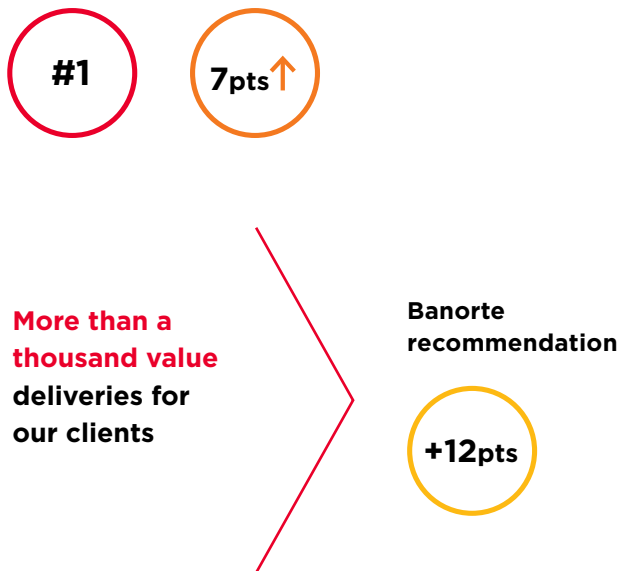 #1
7pts↑
More than a
thousand value
deliveries for
our clients
Banorte
recommendation
+12pts